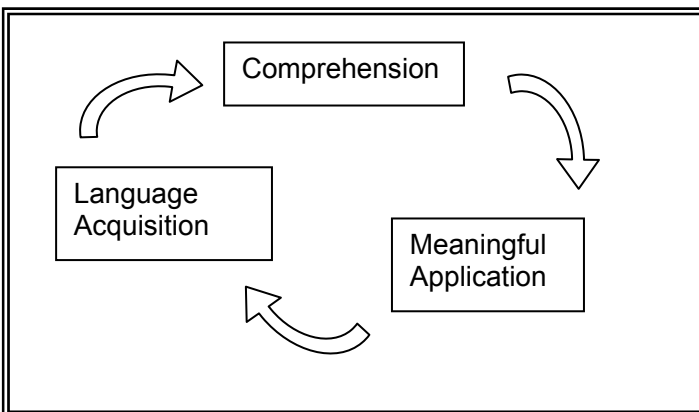 Comprehension
Language
Acquisition
Meaningful
Application